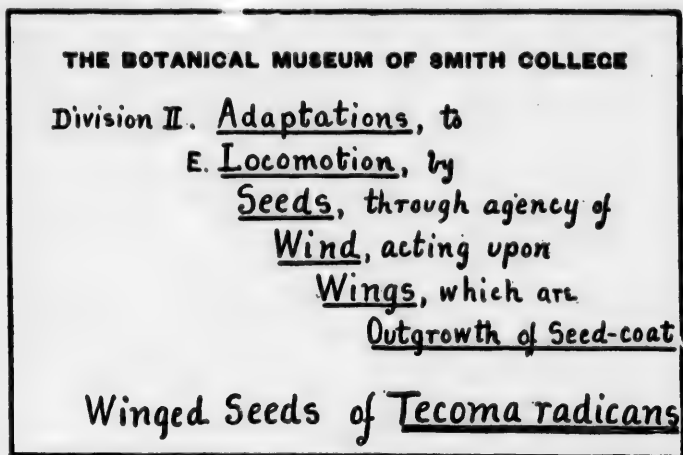 THE BOTANICAL MUSEUM OF SMITH COLLEGE
Division II. Adaptations, to
E. Locomotion, by
Seeds, through agency of
Wind, acting upon
Wings, which are
Outgrowth of Seed-coat
Winged Seeds of Tecoma radicans